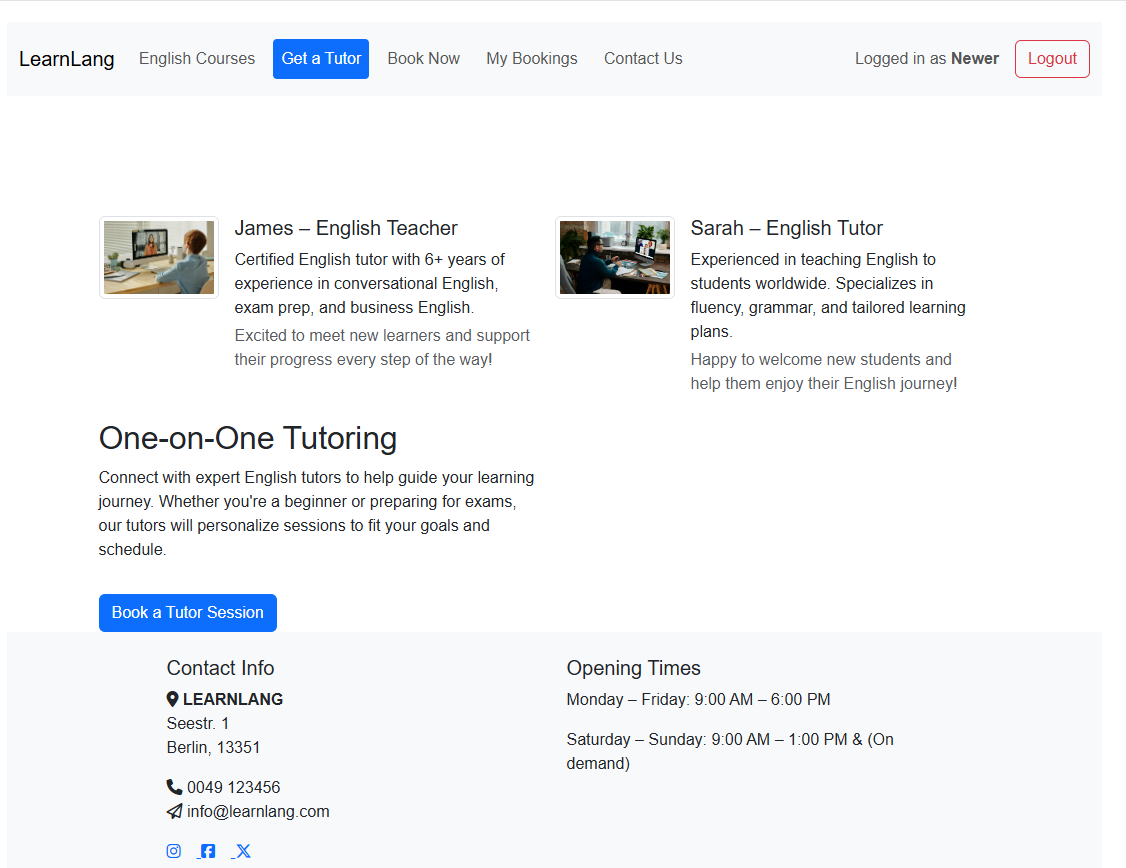 LearnLang English Courses Get a Tutor Book Now My Bookings Contact Us Logged in as Newer Logout
James – English Teacher
Certified English tutor with 6+ years of
experience in conversational English,
exam prep, and business English.
Excited to meet new learners and support
their progress every step of the way!
Sarah – English Tutor
Experienced in teaching English to
students worldwide. Specializes in
fluency, grammar, and tailored learning
plans.
Happy to welcome new students and
help them enjoy their English journey!
One-on-One Tutoring
Connect with expert English tutors to help guide your learning
journey. Whether you're a beginner or preparing for exams,
our tutors will personalize sessions to fit your goals and
schedule.
Book a Tutor Session
Contact Info
LEARNLANG
Seestr. 1
Berlin, 13351
0049 123456
info@learnlang.com
Opening Times
Monday – Friday: 9:00 AM – 6:00 PM
Saturday – Sunday: 9:00 AM – 1:00 PM & (On
demand)